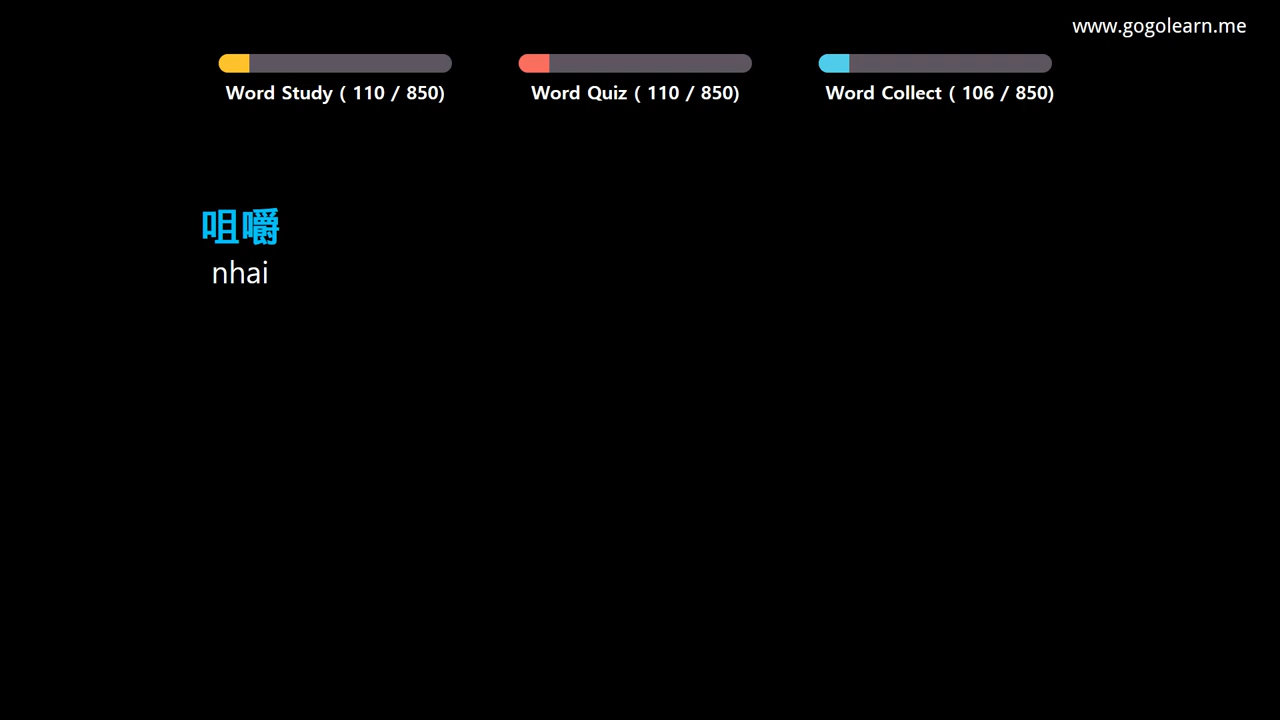 www.gogolearn.me
Word Study ( 110 / 850)
Word Quiz ( 110 / 850)
Word Collect ( 106 / 850)
咀嚼
nhai